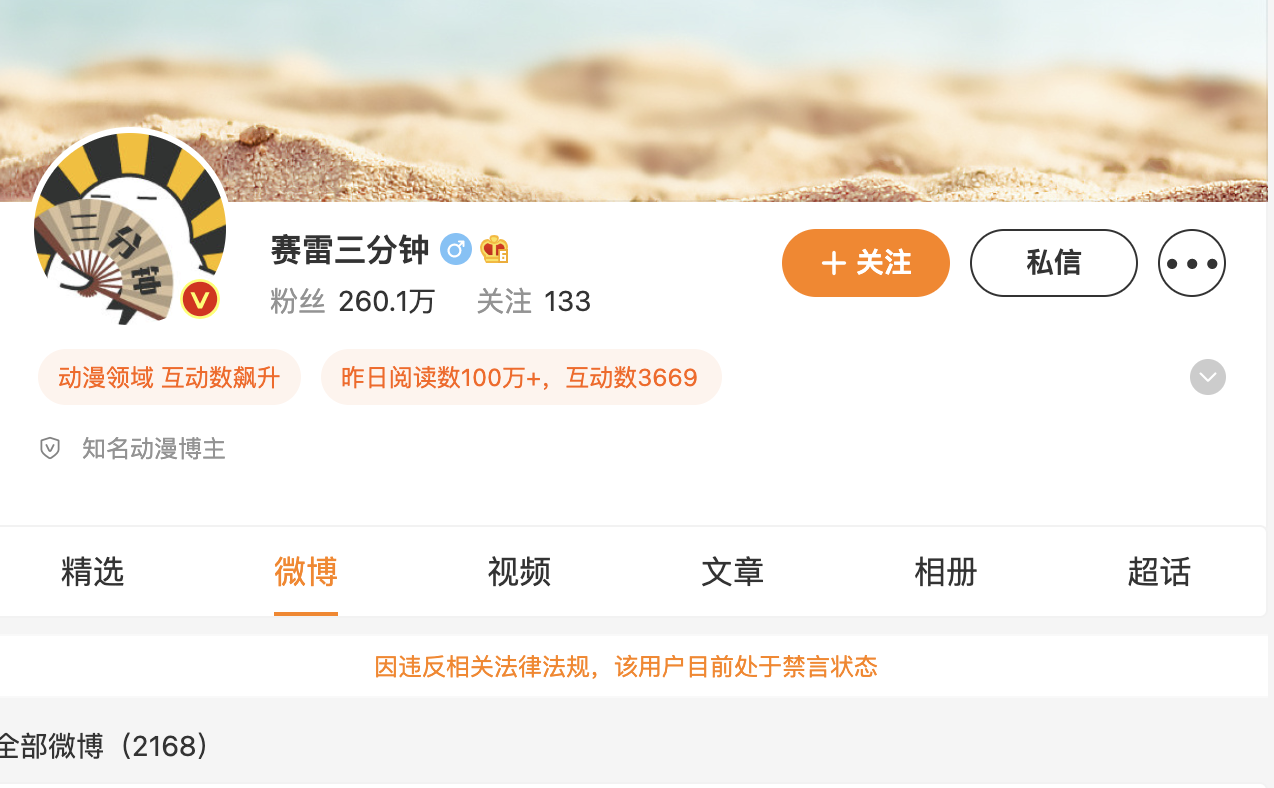 三分钟
赛雷三分钟
6
粉丝 260.1万 关注 133
V
+ 关注
私信
动漫领域 互动数飙升
昨日阅读数100万+，互动数3669
知名动漫博主
精选 微博 视频 文章 相册 超话
因违反相关法律法规，该用户目前处于禁言状态
全部微博（2168）